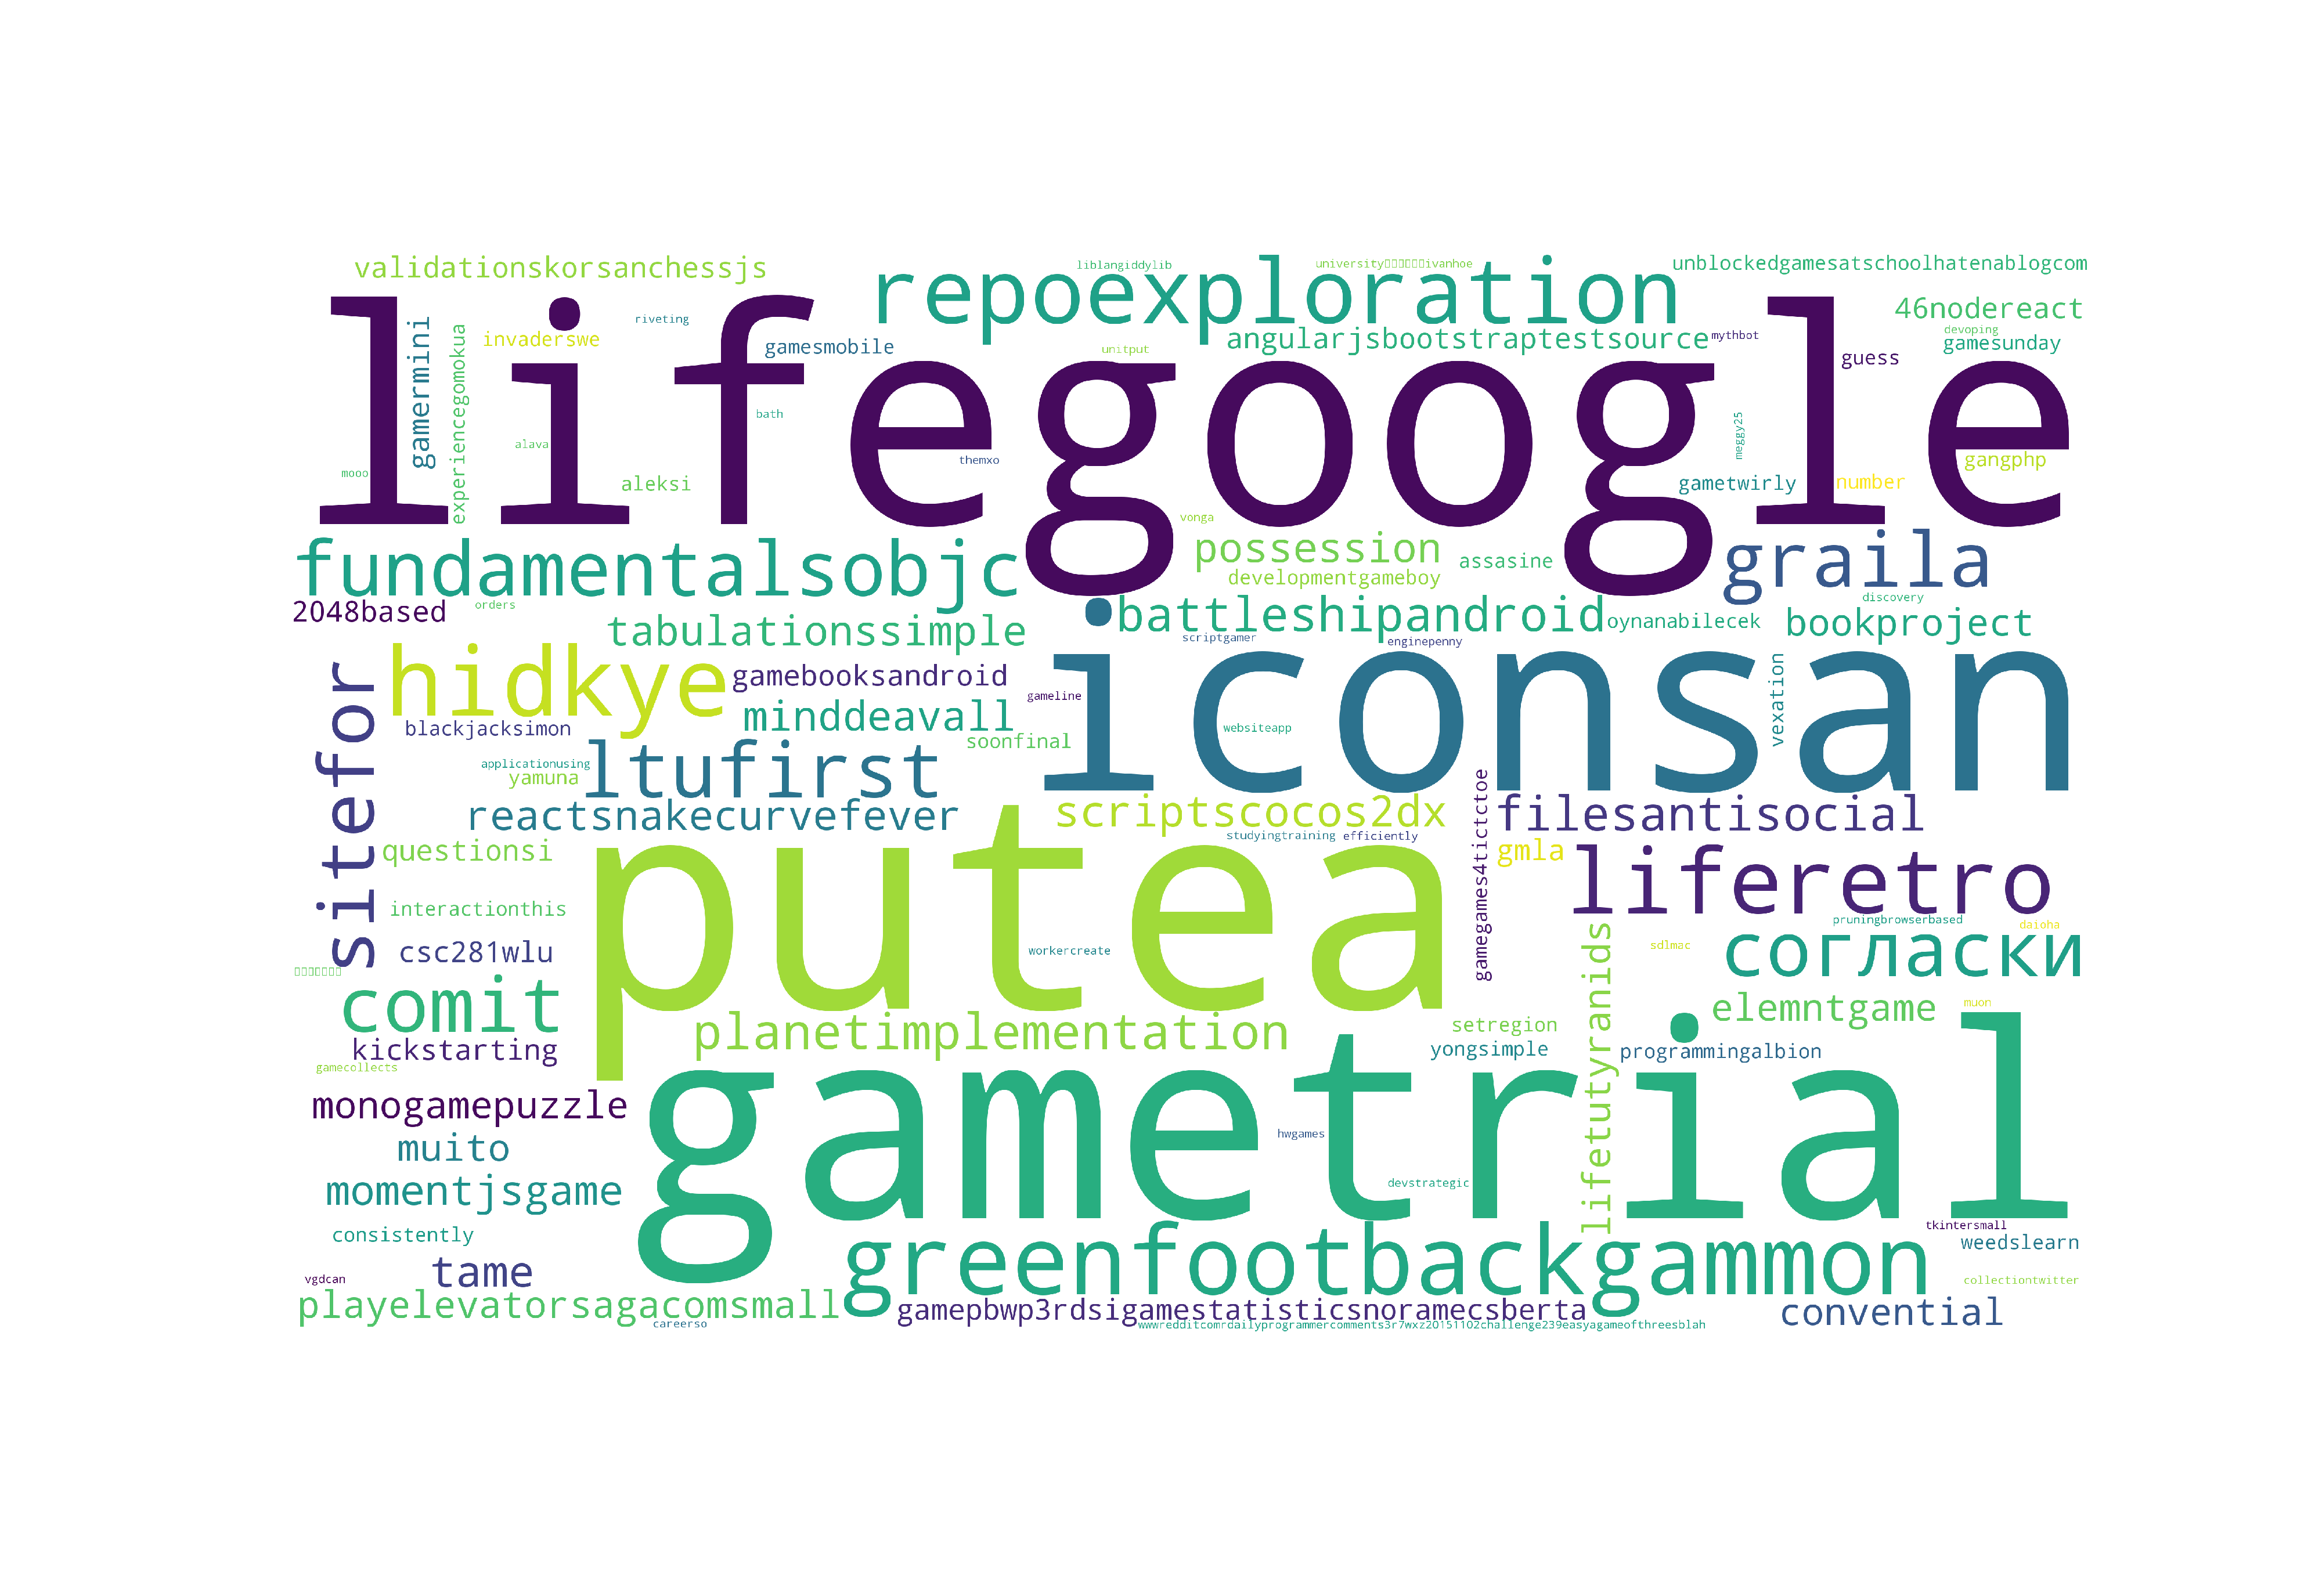 validationskorsanchessjs
liblangiddylib
university
ivanhoe
unblockedgamesatschoolhatenablogcom
repoexploration
lifegoogle
46nodereact
riveting
invaderswe
gamesmobile
unitput
angularjsbootstraptestsource
mythbot
devoping
gamesunday
guess
gamermini
experiencegomokua
bath
meggy25
alava
themxo
gangphp
mooo
aleksi
gametwirly
number
vonga
fundamentalsobjc
possession
assasine
graila
developmentgameboy
2048based
orders
discovery
tabulationssimple
battleshipandroid
oynanabilecek
bookproject
scriptgamer
enginepenny
hidkye
gamebooksandroid
gameline
iconsan
vexation
sitefor
blackjacksimon
minddeavall
soonfinal
websiteapp
applicationusing
yamuna
ltufirst
reactsnakecurvefever
scriptscocos2dx
gamegames4tictctoe
filesantisocial
studyingtraining
efficiently
questionsi
putea
gmla
liferetro
interactionthis
pruningbrowserbased
daioha
csc281wlu
workercreate
sdlmac
согласки
lifetutyranids
comit
muon
elemntgame
planetimplementation
setregion
kickstarting
yongsimple
programmingalbion
gamecollects
monogamepuzzle
gametrial
hwgames
muito
momentjsgame
devstrategic
consistently
tkintersmall
greenfootbackgammon
weedslearn
tame
vgdcan
collectiontwitter
playelevatorsagacomsmall
gamepbwp3rdsigamestatisticsnoramecsberta
convential
careerso
wwwredditcomrdailyprogrammercomments3r7wxz20151102challenge239easyagameofthreesblah